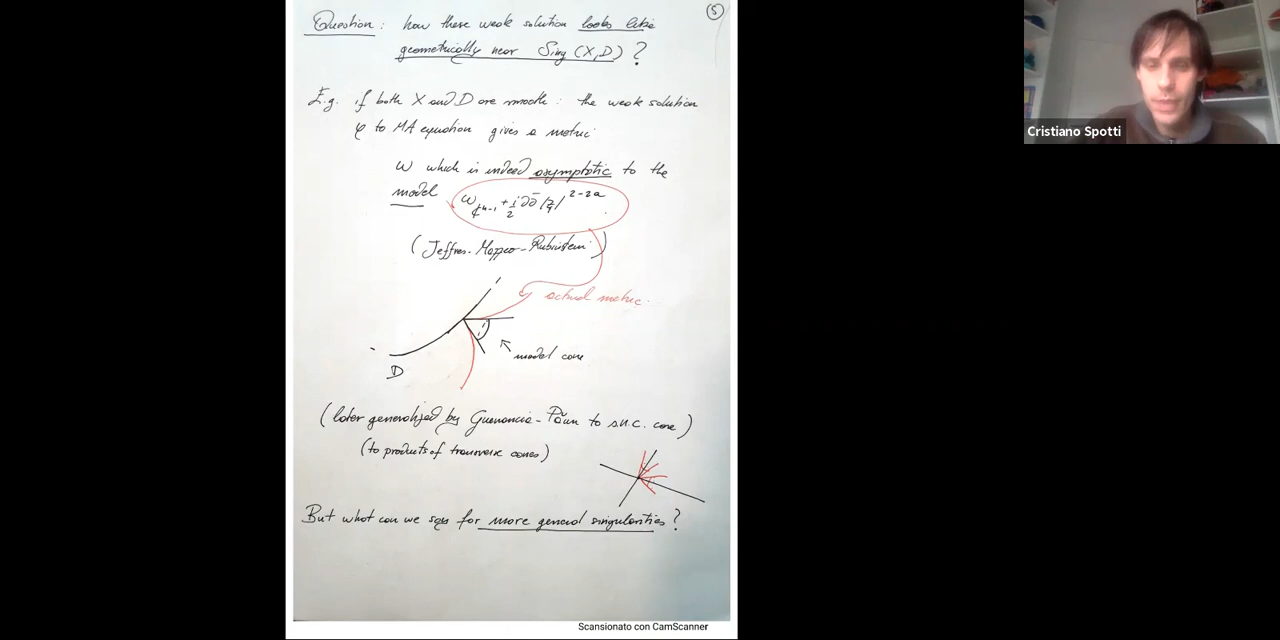 5
Question: how these weak solution looks like
geometrically near Sing (X,D)?
E.g. if both X and D are smooth: the weak solution
φ to MA equation gives a metric
ω which is indeed asymptotic to the
model ω_{ℂ^{n-1}} + i/2 ∂∂̄ |z_1|^{2-2a}
(Jeffres-Mazzeo-Rubinstein)
actual metric.
model cone
D
(later generalized by Guenancia-Păun to s.n.c. case)
(to products of transverse cones)
But what can we say for more general singularities?
Scansionato con CamScanner
Cristiano Spotti